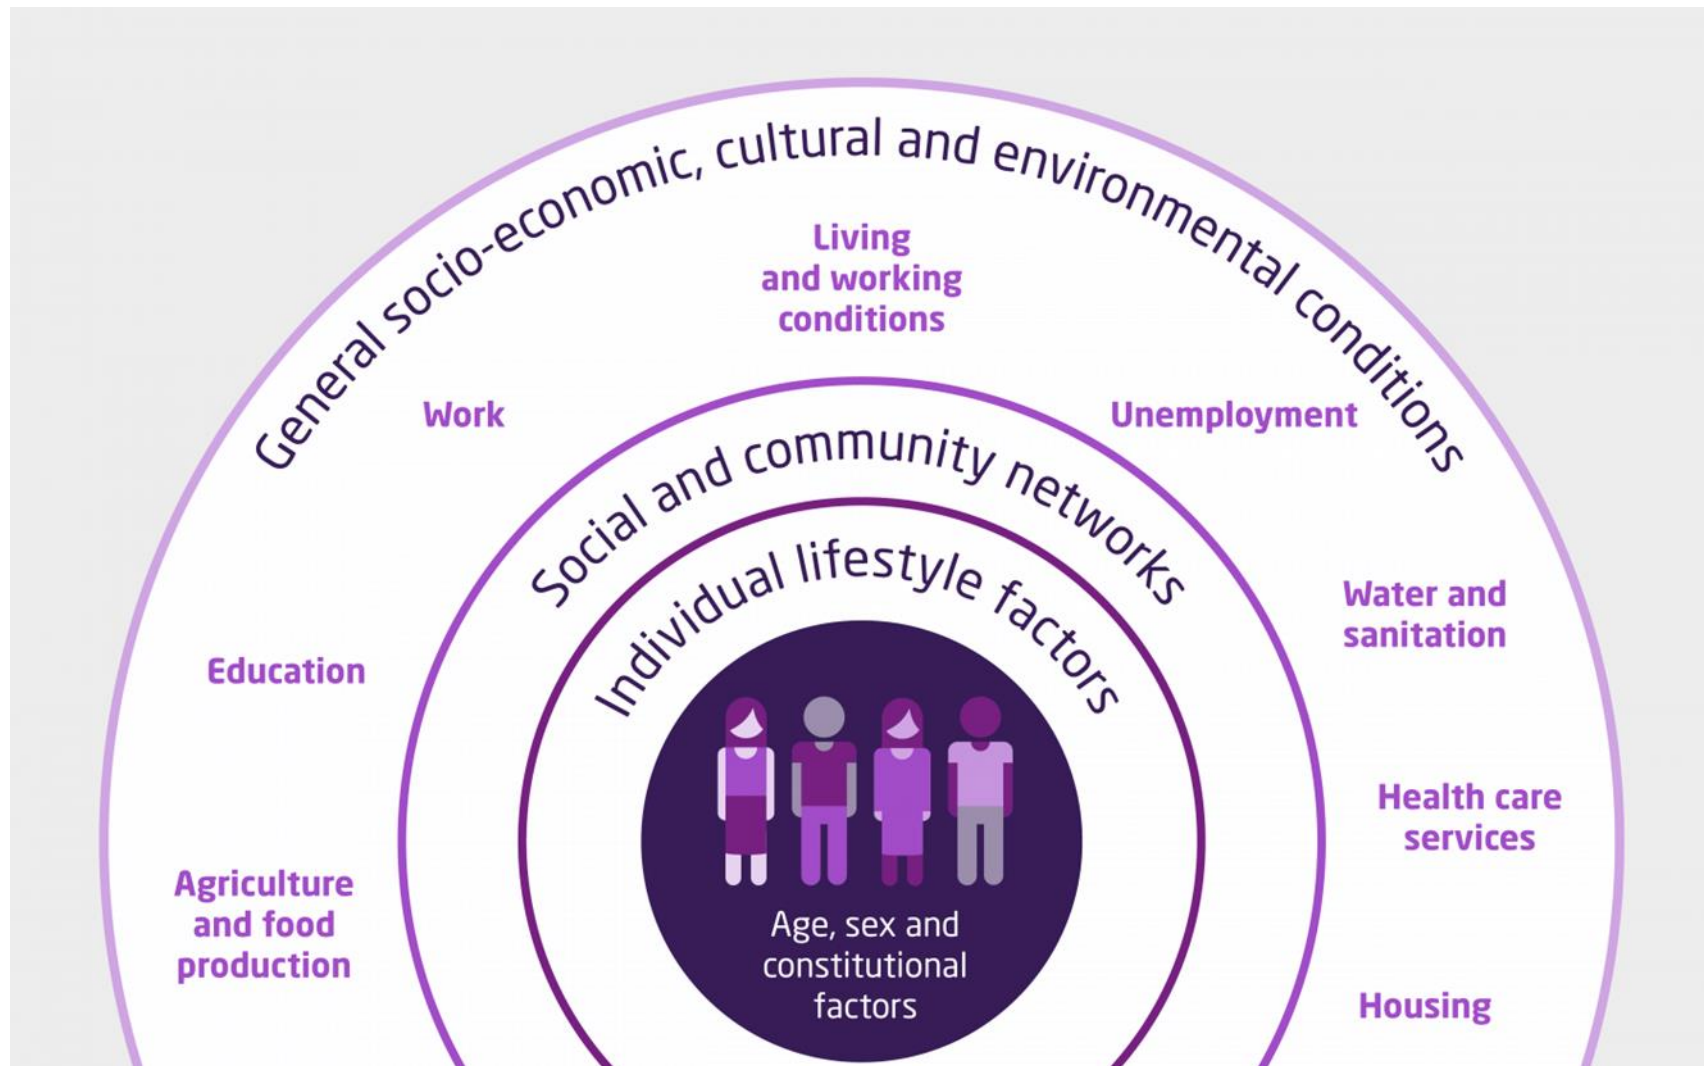 General socio-economic, cultural and environmental conditions
Living
and working
conditions
Work
Unemployment
Social and community networks
Individual lifestyle factors
Water and
sanitation
Education
Health care
services
Agriculture
and food
production
Age, sex and
constitutional
factors
Housing